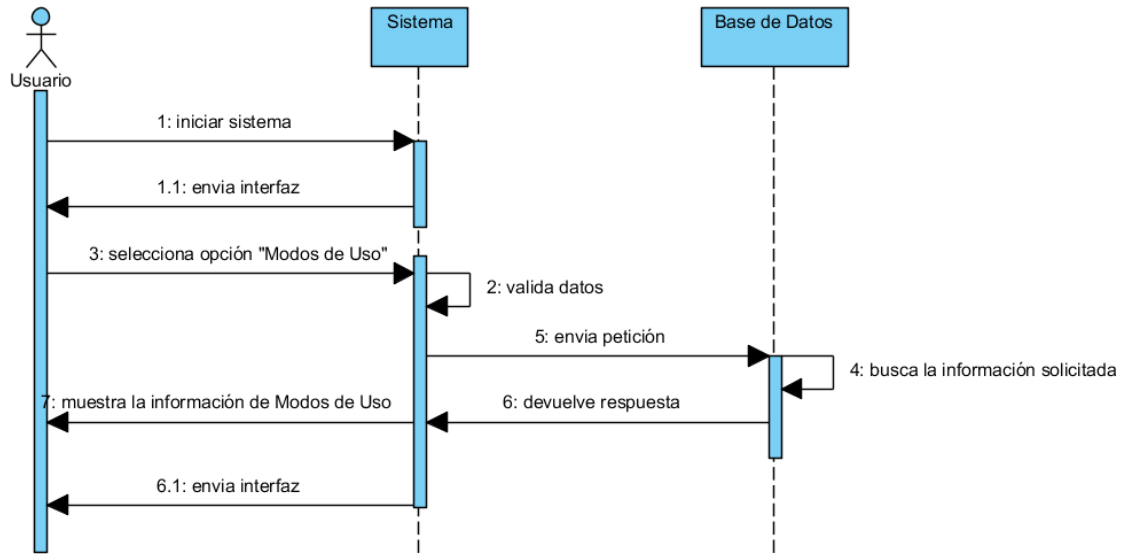 Sistema
Base de Datos
Usuario
1: iniciar sistema
1.1: envia interfaz
3: selecciona opción "Modos de Uso"
2: valida datos
5: envia petición
4: busca la información solicitada
7: muestra la información de Modos de Uso
6: devuelve respuesta
6.1: envia interfaz